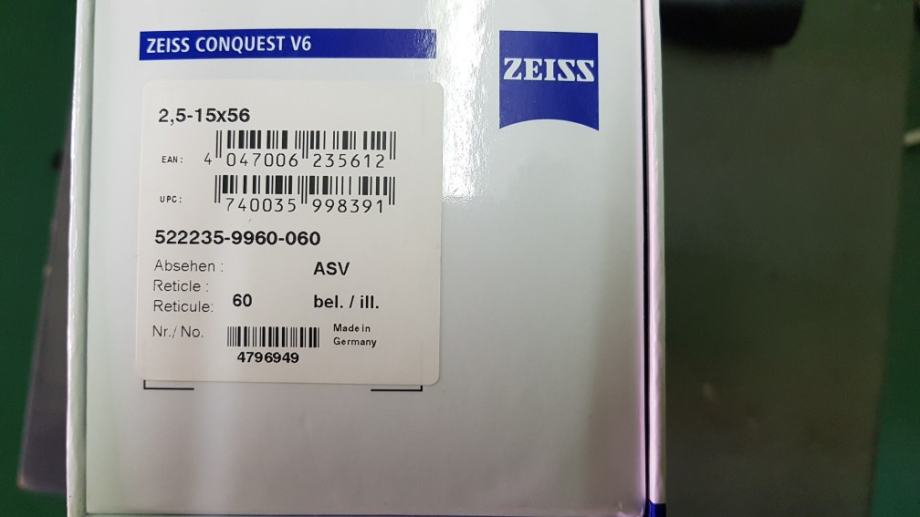 ZEISS CONQUEST V6
ZEISS
2,5-15x56
EAN: 4 047006 235612
UPC: 740035 998391
522235-9960-060
Absehen : ASV
Reticle :
Reticule: 60 bel. / ill.
Nr./ No. Made in
Germany
4796949